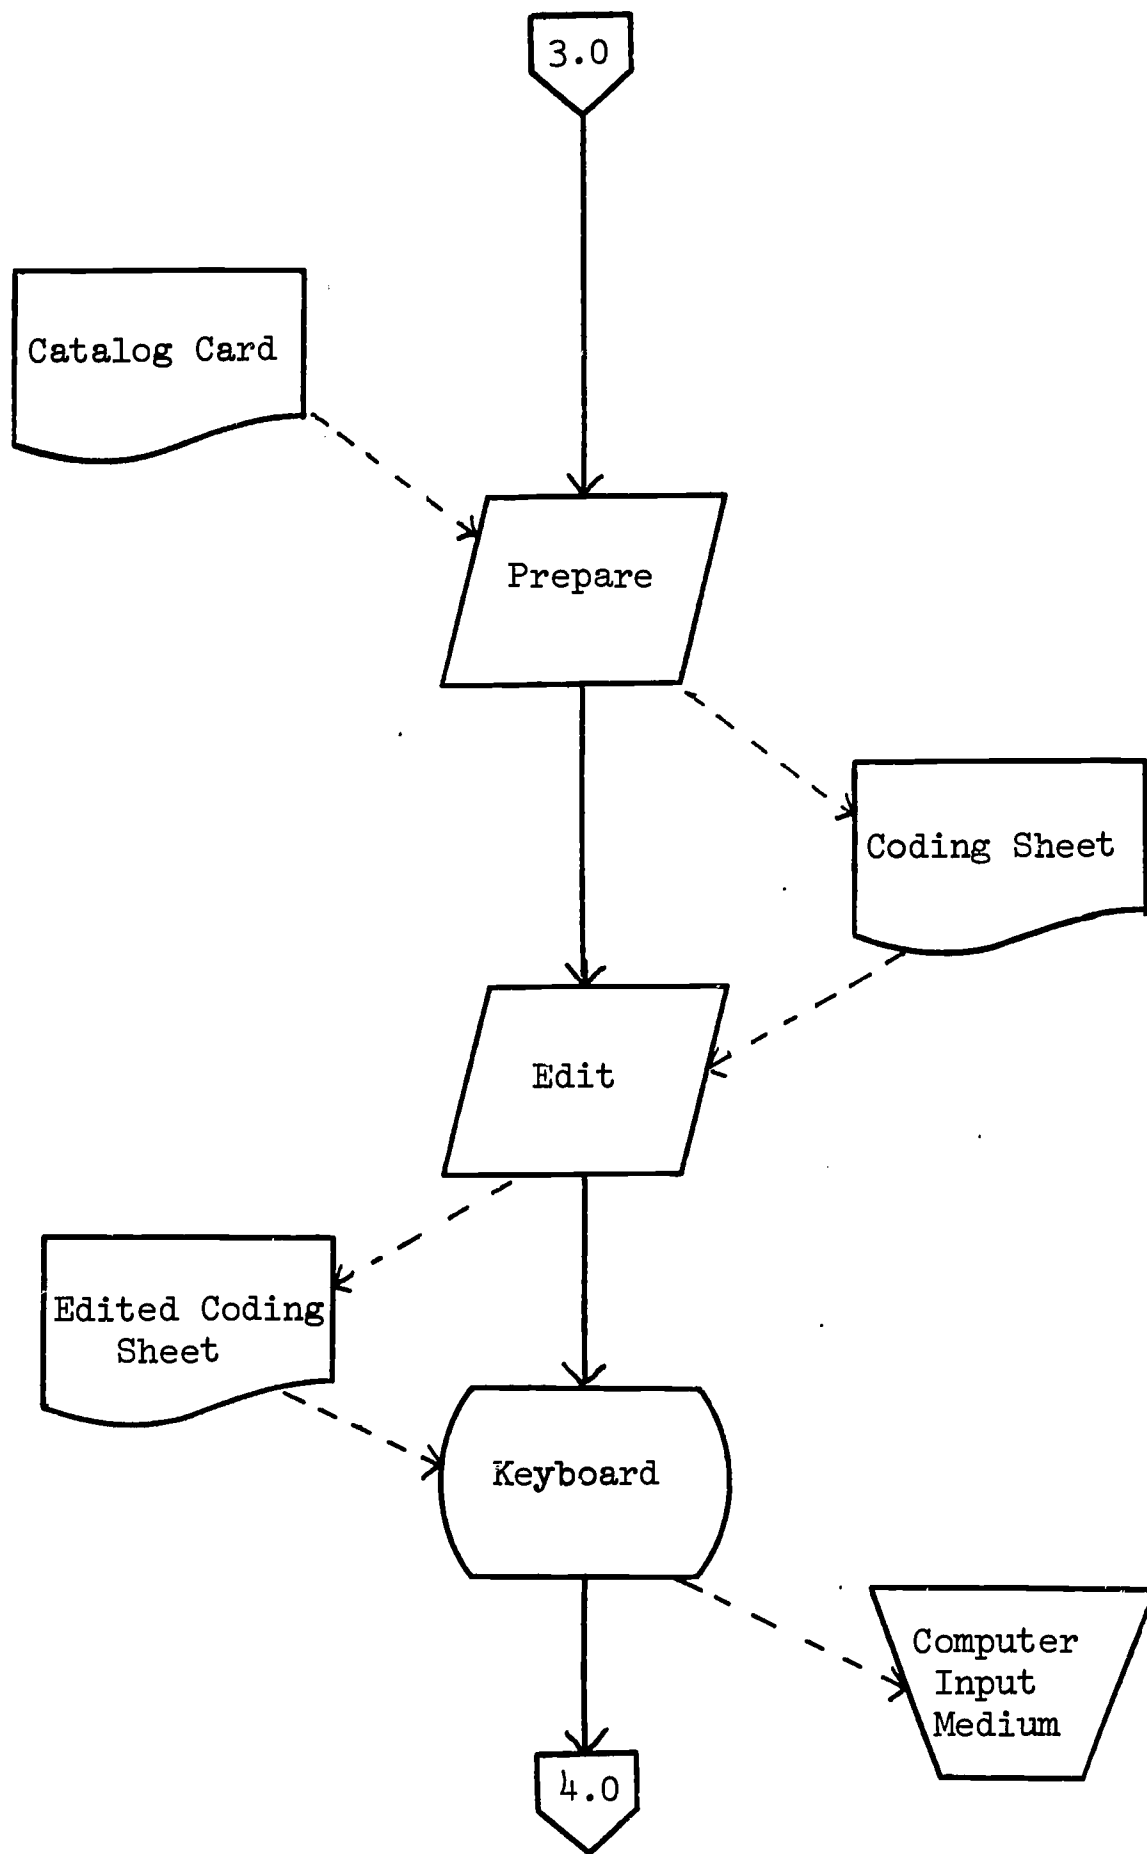 3.0
Catalog Card
Prepare
Coding Sheet
Edit
Edited Coding
Sheet
Keyboard
Computer
Input
Medium
4.0